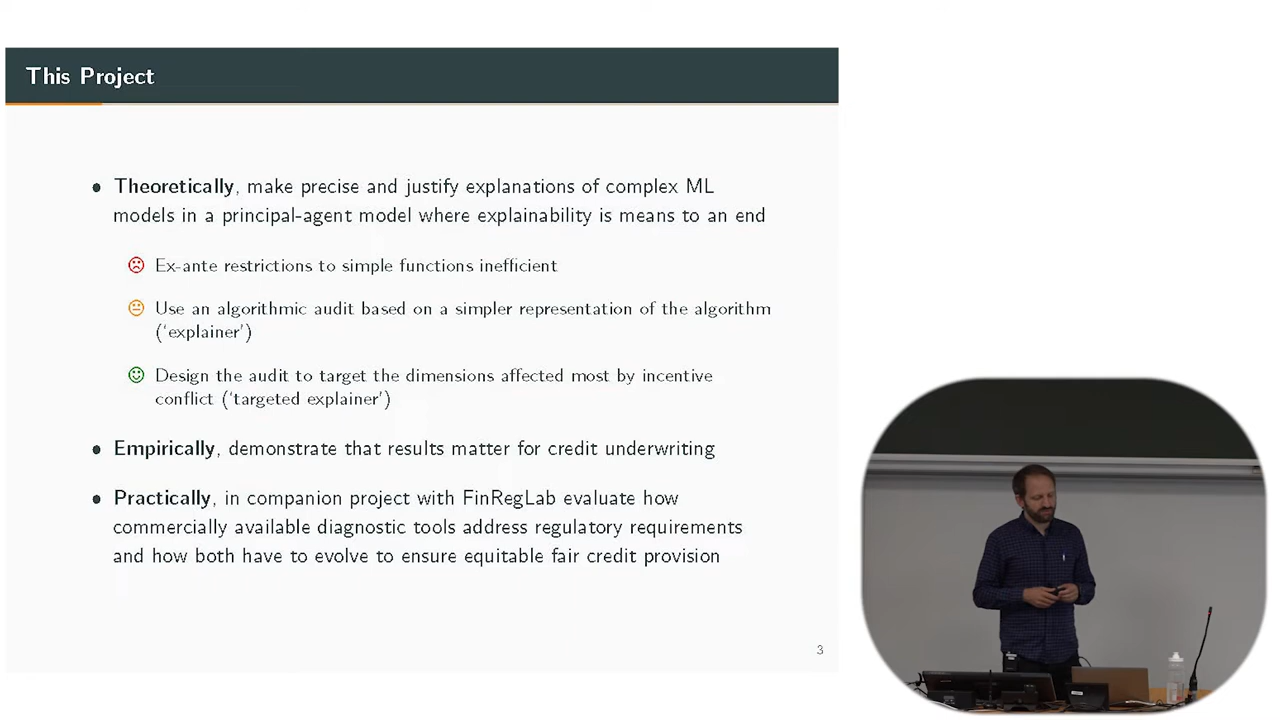 This Project
• Theoretically, make precise and justify explanations of complex ML
models in a principal-agent model where explainability is means to an end
Ex-ante restrictions to simple functions inefficient
Use an algorithmic audit based on a simpler representation of the algorithm
(‘explainer’)
Design the audit to target the dimensions affected most by incentive
conflict (‘targeted explainer’)
• Empirically, demonstrate that results matter for credit underwriting
• Practically, in companion project with FinRegLab evaluate how
commercially available diagnostic tools address regulatory requirements
and how both have to evolve to ensure equitable fair credit provision
3